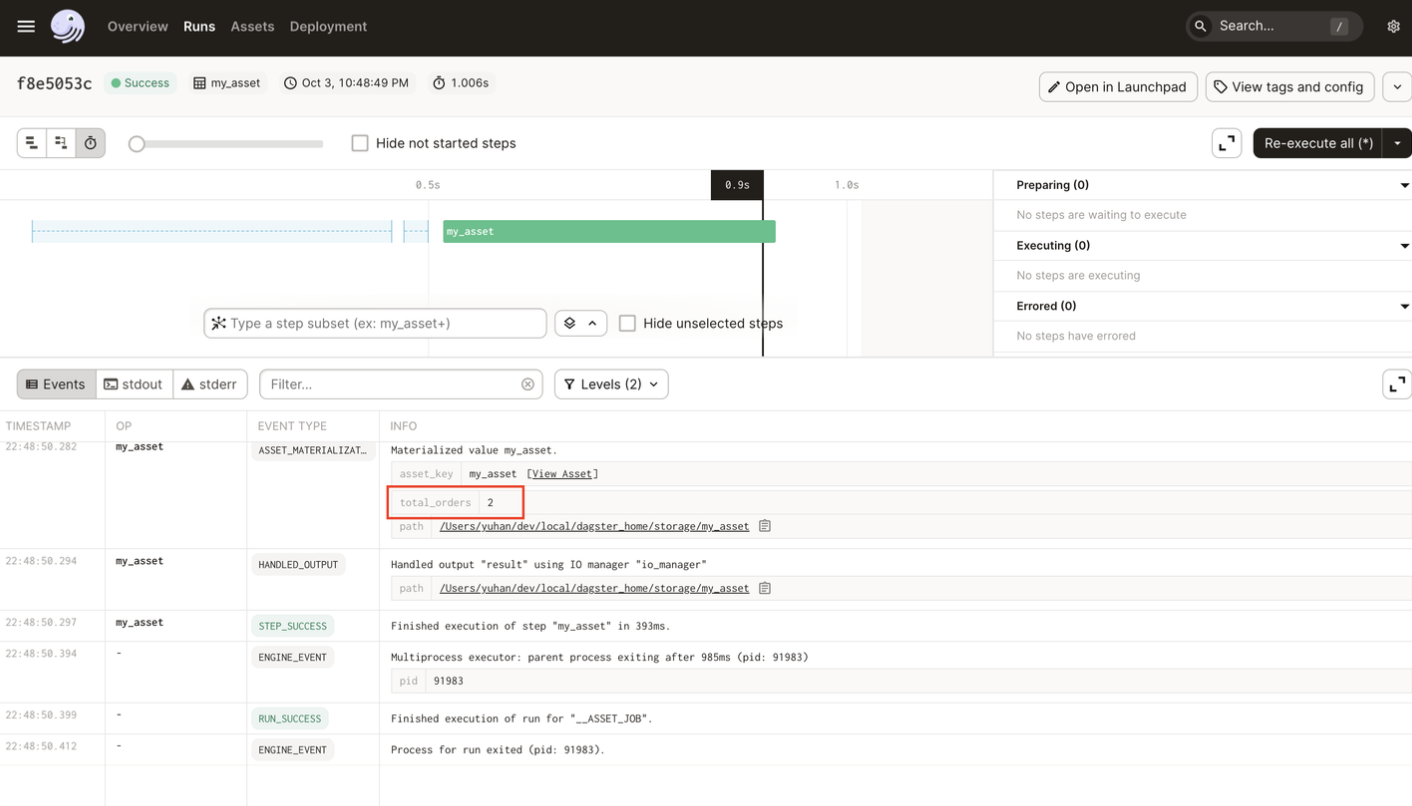 Overview Runs Assets Deployment Search... /
f8e5053c Success my_asset Oct 3, 10:48:49 PM 1.006s Open in Launchpad View tags and config
Hide not started steps Re-execute all (*)
0.5s 0.9s 1.0s
my_asset
Type a step subset (ex: my_asset+) Hide unselected steps
Preparing (0)
No steps are waiting to execute
Executing (0)
No steps are executing
Errored (0)
No steps have errored
Events stdout stderr Filter... Levels (2)
TIMESTAMP OP EVENT TYPE INFO
22:48:50.282 my_asset ASSET_MATERIALIZAT… Materialized value my_asset.
asset_key my_asset [View Asset]
total_orders 2
path /Users/yuhan/dev/local/dagster_home/storage/my_asset
22:48:50.294 my_asset HANDLED_OUTPUT Handled output "result" using IO manager "io_manager"
path /Users/yuhan/dev/local/dagster_home/storage/my_asset
22:48:50.297 my_asset STEP_SUCCESS Finished execution of step "my_asset" in 393ms.
22:48:50.394 - ENGINE_EVENT Multiprocess executor: parent process exiting after 985ms (pid: 91983)
pid 91983
22:48:50.399 - RUN_SUCCESS Finished execution of run for "__ASSET_JOB".
22:48:50.412 - ENGINE_EVENT Process for run exited (pid: 91983).